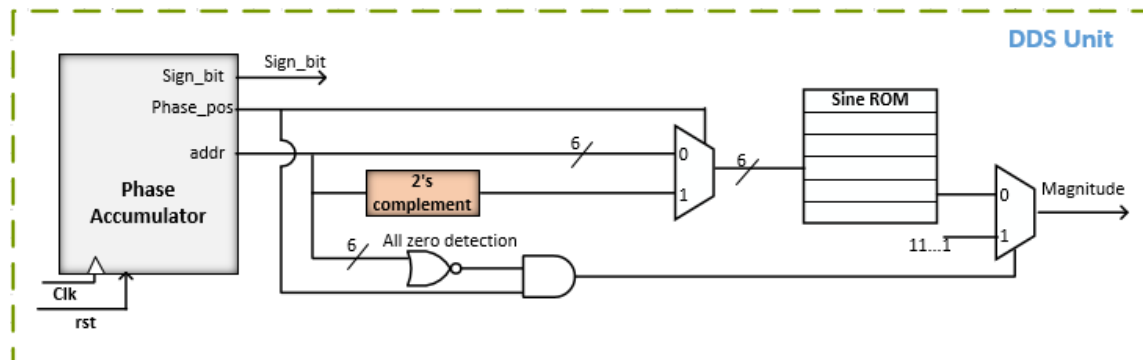 DDS Unit
Sign_bit
Sign_bit
Phase_pos
addr
Phase
Accumulator
Clk
rst
6
2's
complement
6
All zero detection
0
1
6
Sine ROM
0
1
11...1
Magnitude